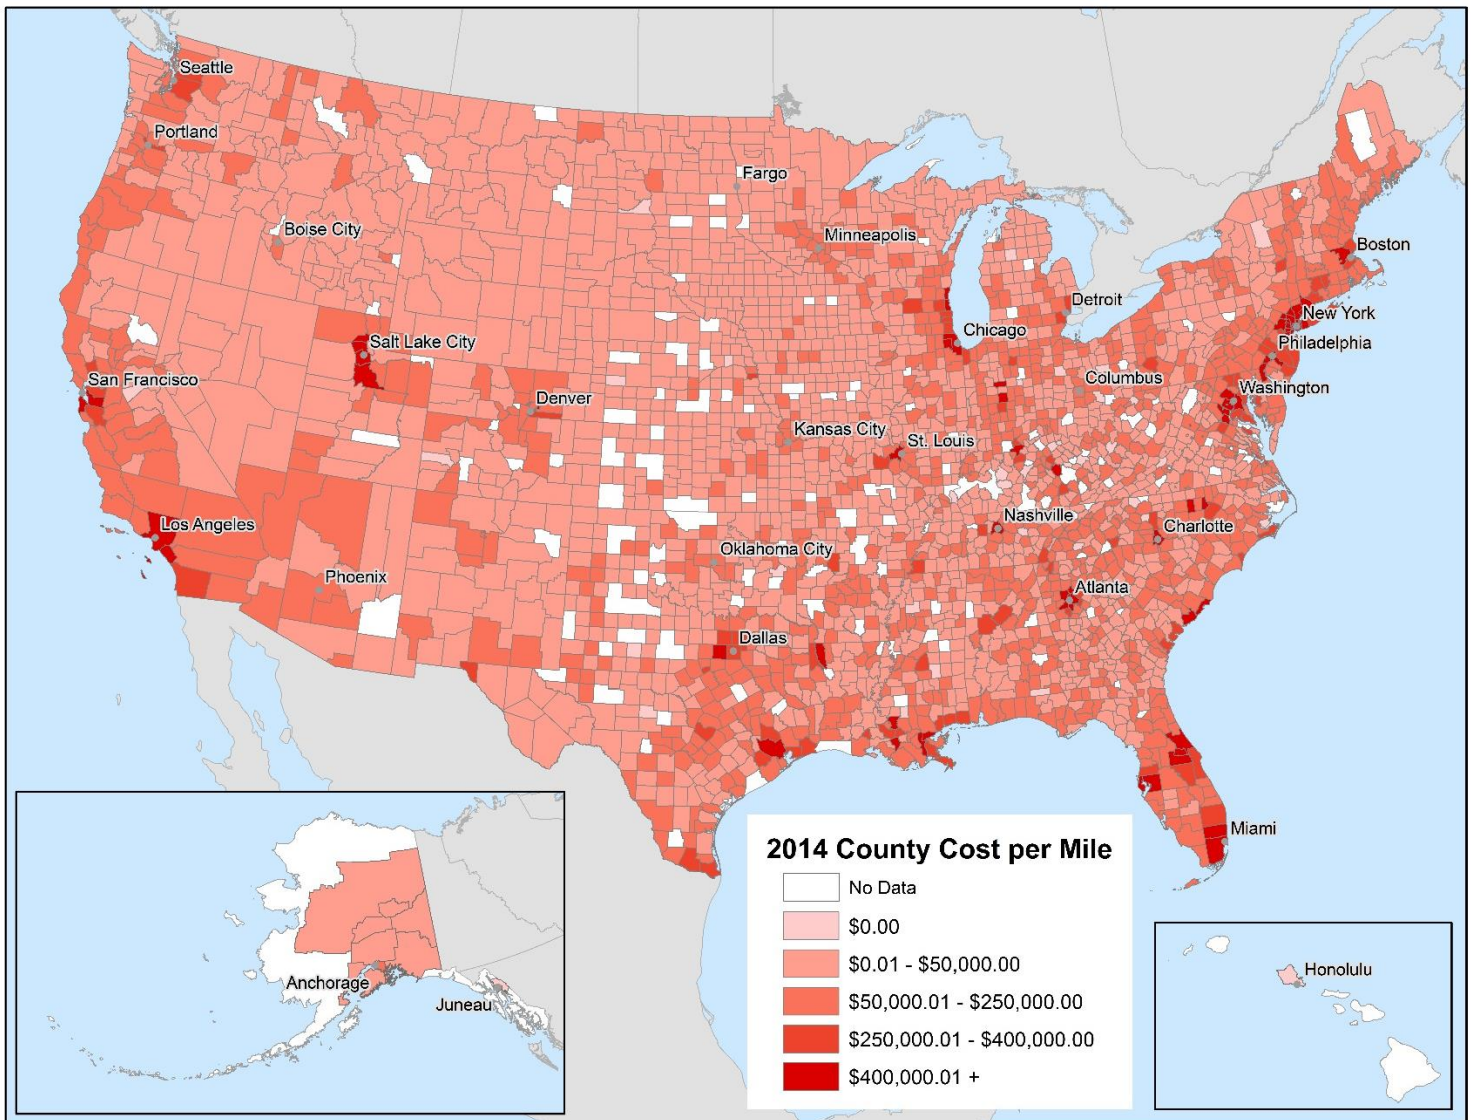 Seattle
Portland
Fargo
Boise City
Minneapolis
Boston
Detroit
New York
Chicago
Salt Lake City
Philadelphia
San Francisco
Columbus
Washington
Denver
Kansas City
St. Louis
Nashville
Los Angeles
Charlotte
Oklahoma City
Phoenix
Atlanta
Dallas
Miami
2014 County Cost per Mile
No Data
$0.00
$0.01 - $50,000.00
$50,000.01 - $250,000.00
$250,000.01 - $400,000.00
$400,000.01 +
Anchorage
Juneau
Honolulu